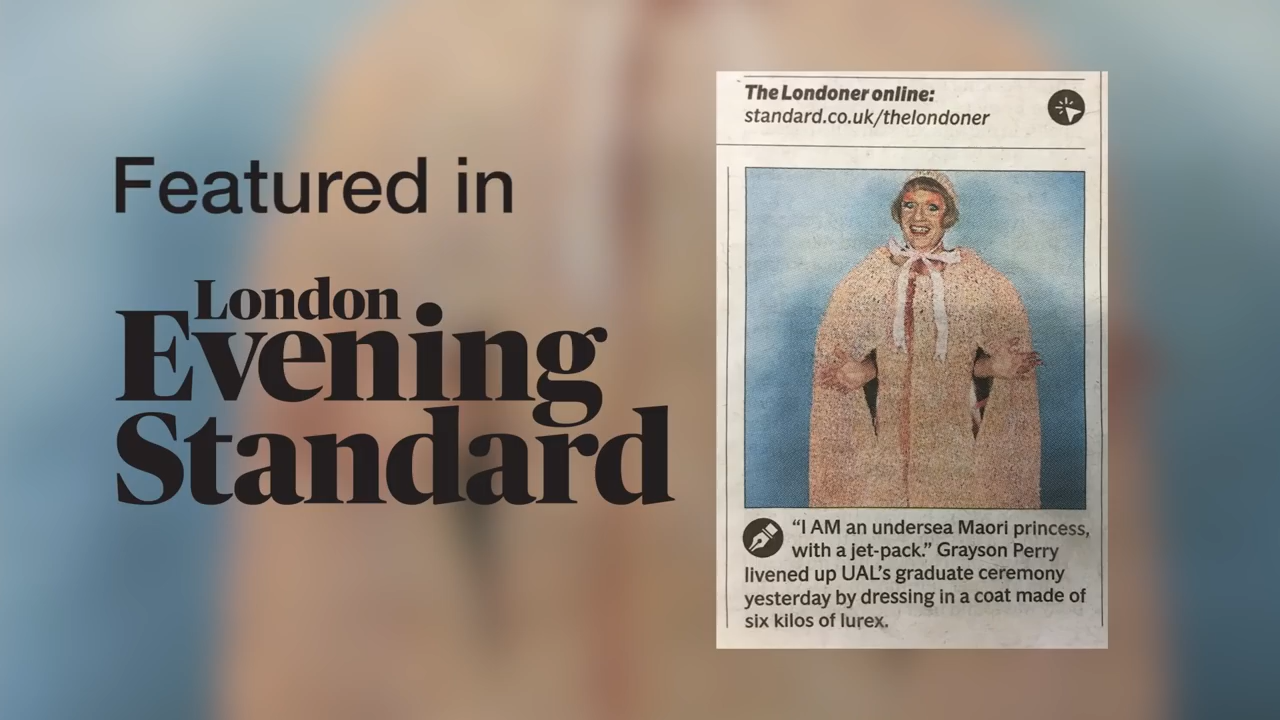 Featured in
London
Evening
Standard
The Londoner online:
standard.co.uk/thelondoner
“I AM an undersea Maori princess,
with a jet-pack.” Grayson Perry
livened up UAL’s graduate ceremony
yesterday by dressing in a coat made of
six kilos of lurex.